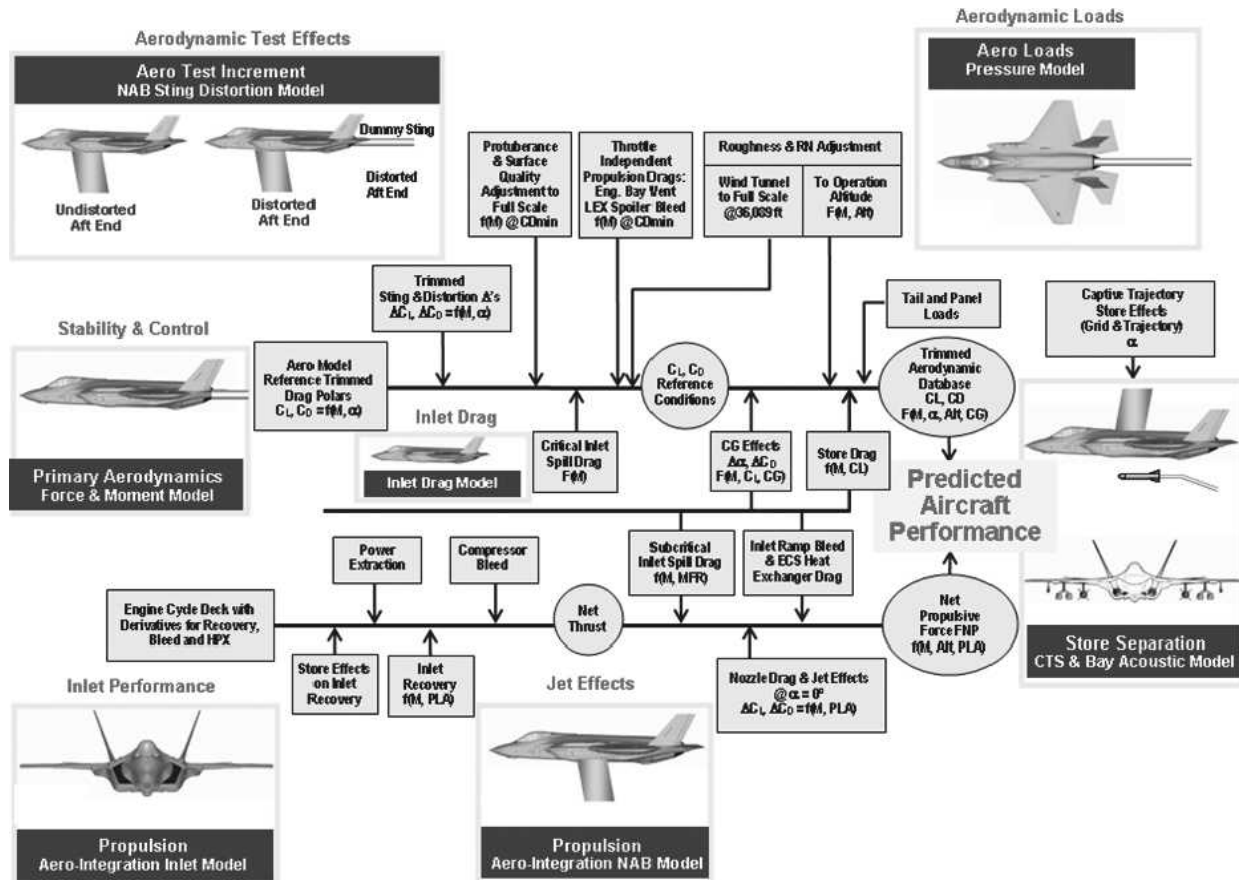 Aerodynamic Test Effects
Aero Test Increment
NAB Sting Distortion Model
Dummy Sting
Distorted
Aft End
Undistorted
Aft End
Distorted
Aft End
Aerodynamic Loads
Aero Loads
Pressure Model
Protuberance
& Surface
Quality
Adjustment to
Full Scale
f(M) @ CDmin
Throttle
Independent
Propulsion Drags:
Eng. Bay Vent
LEX Spoiler Bleed
f(M) @ CDmin
Roughness & RN Adjustment
Wind Tunnel
to Full Scale
@36,089 ft
To Operation
Altitude
F(M, Alt)
Trimmed
Sting & Distortion Δ's
ΔCL, ΔCD = f(M, α)
Tail and Panel
Loads
Captive Trajectory
Store Effects
(Grid & Trajectory)
α
Stability & Control
Primary Aerodynamics
Force & Moment Model
Aero Model
Reference Trimmed
Drag Polars
CL, CD = f(M, α)
CL, CD
Reference
Conditions
Trimmed
Aerodynamic
Database
CL, CD
F(M, α, Alt, CG)
Inlet Drag
Inlet Drag Model
Critical Inlet
Spill Drag
F(M)
CG Effects
Δα, ΔCD
F(M, CL, CG)
Store Drag
f(M, CL)
Predicted
Aircraft
Performance
Power
Extraction
Compressor
Bleed
Subcritical
Inlet Spill Drag
f(M, MFR)
Inlet Ramp Bleed
& ECS Heat
Exchanger Drag
Engine Cycle Deck with
Derivatives for Recovery,
Bleed and HPX
Net
Thrust
Net
Propulsive
Force FNP
f(M, Alt, PLA)
Store Separation
CTS & Bay Acoustic Model
Store Effects
on Inlet
Recovery
Inlet
Recovery
f(M, PLA)
Nozzle Drag & Jet Effects
@ α = 0°
ΔCL, ΔCD = f(M, PLA)
Inlet Performance
Propulsion
Aero-Integration Inlet Model
Jet Effects
Propulsion
Aero-Integration NAB Model